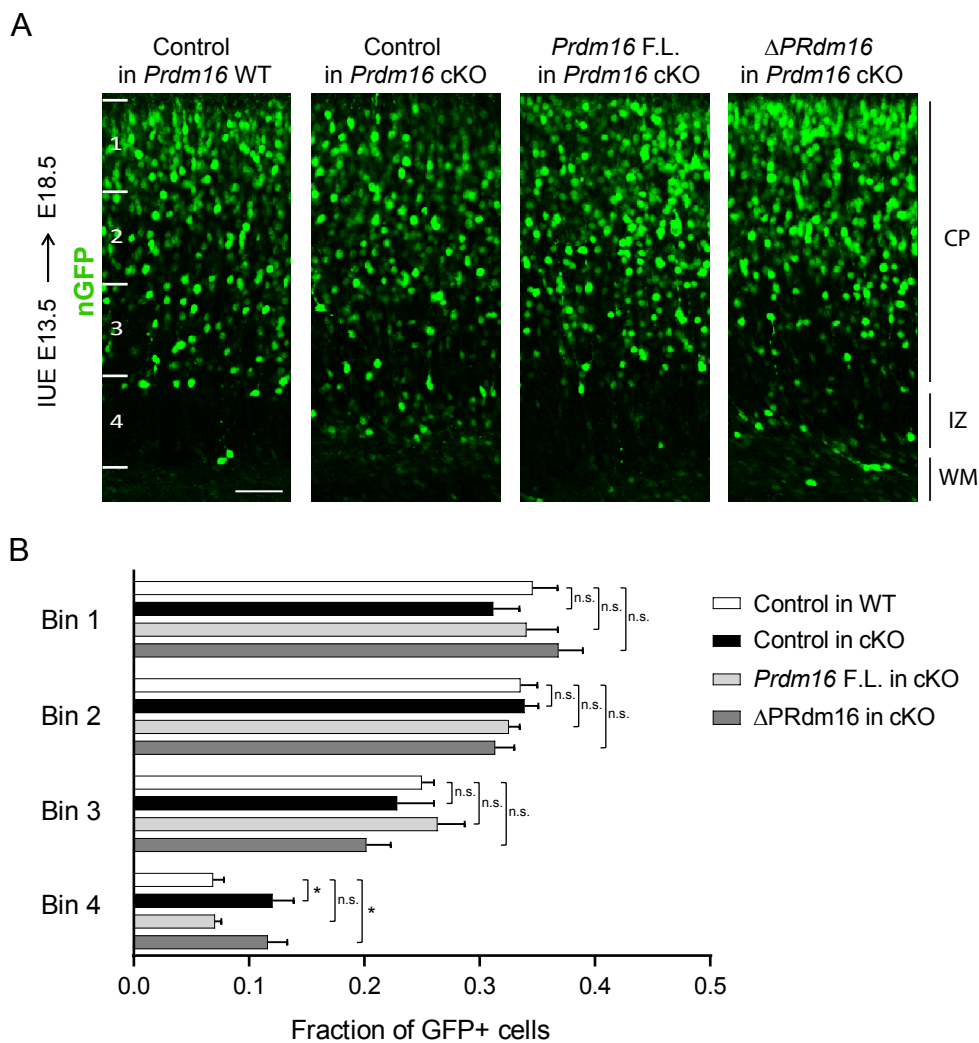 A
Control
in Prdm16 WT
Control
in Prdm16 cKO
Prdm16 F.L.
in Prdm16 cKO
ΔPRdm16
in Prdm16 cKO
IUE E13.5 ⟶ E18.5
nGFP
1
2
3
4
CP
IZ
WM
B
Bin 1
n.s.
n.s.
n.s.
Bin 2
n.s.
n.s.
n.s.
Bin 3
n.s.
n.s.
n.s.
Bin 4
*
n.s.
*
Control in WT
Control in cKO
Prdm16 F.L. in cKO
ΔPRdm16 in cKO
0.0 0.1 0.2 0.3 0.4 0.5
Fraction of GFP+ cells